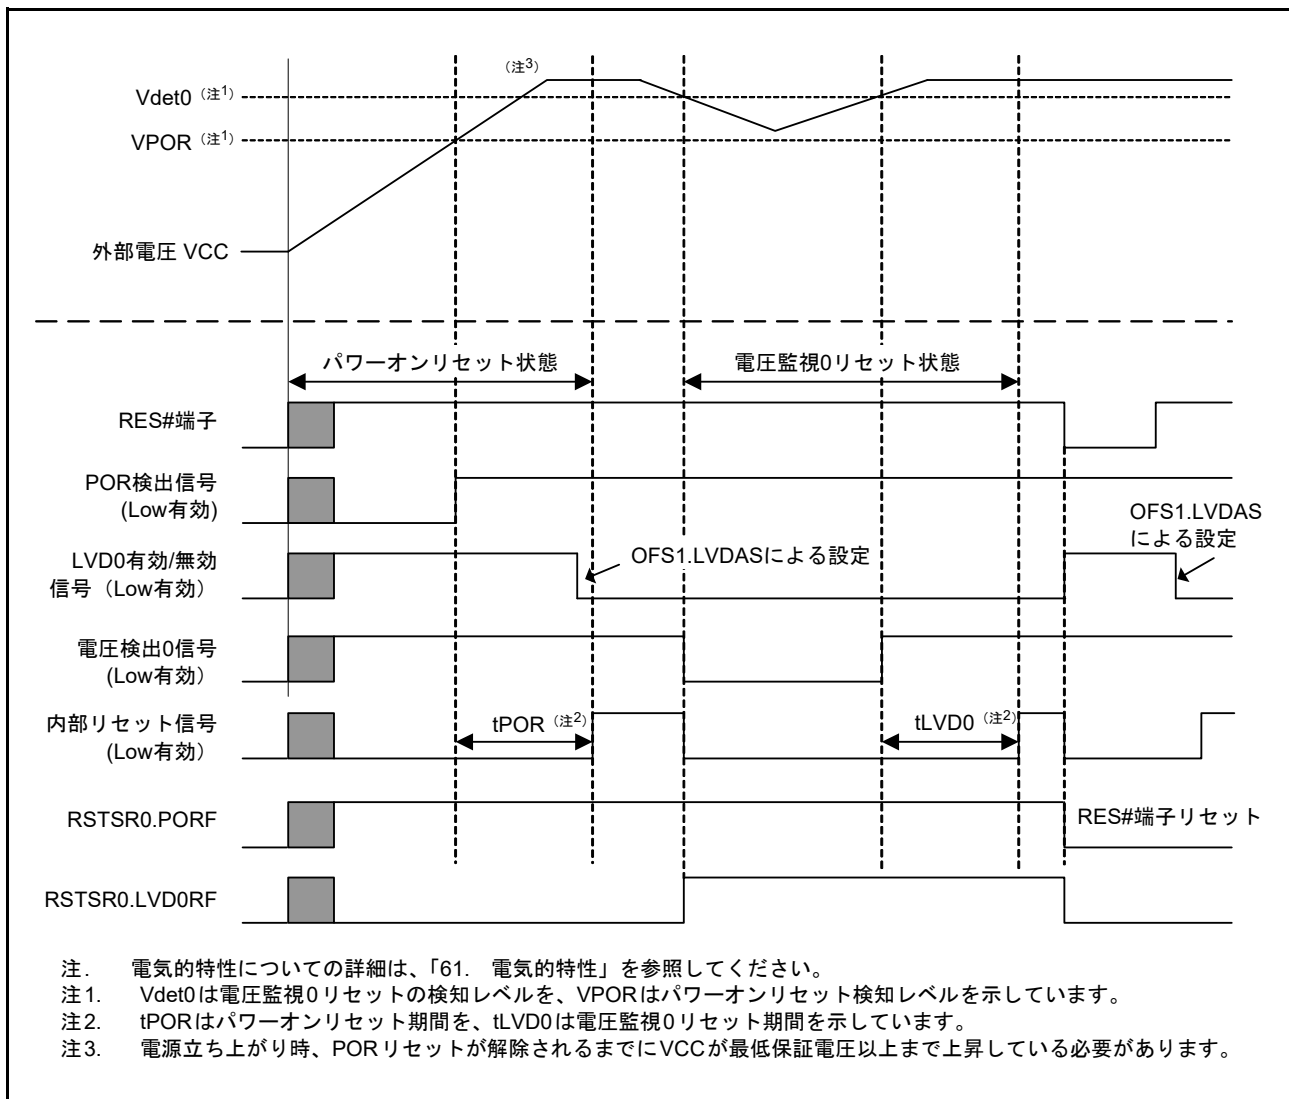 （注3）
Vdet0（注1）
VPOR（注1）
外部電圧 VCC
パワーオンリセット状態
電圧監視0リセット状態
RES#端子
POR検出信号
(Low有効)
OFS1.LVDAS
による設定
LVD0有効/無効
信号（Low有効）
OFS1.LVDASによる設定
電圧検出0信号
(Low有効）
内部リセット信号
(Low有効）
tPOR（注2）
tLVD0（注2）
RSTSR0.PORF
RES#端子リセット
RSTSR0.LVD0RF
注. 電気的特性についての詳細は、「61. 電気的特性」を参照してください。
注1. Vdet0は電圧監視0リセットの検知レベルを、VPORはパワーオンリセット検知レベルを示しています。
注2. tPORはパワーオンリセット期間を、tLVD0は電圧監視0リセット期間を示しています。
注3. 電源立ち上がり時、PORリセットが解除されるまでにVCCが最低保証電圧以上まで上昇している必要があります。